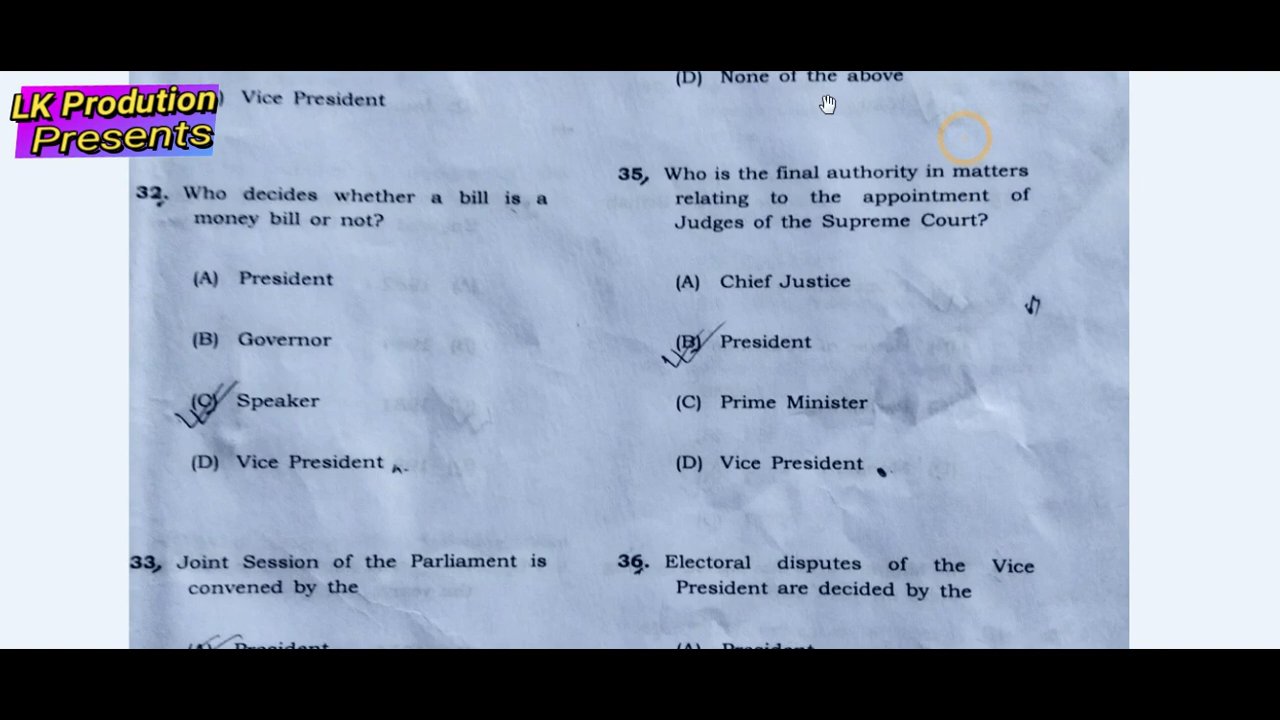 LK Prodution
Presents
) Vice President
32. Who decides whether a bill is a
money bill or not?
(A) President
(B) Governor
(C) Speaker
(D) Vice President
33. Joint Session of the Parliament is
convened by the
President
(D) None of the above
35. Who is the final authority in matters
relating to the appointment of
Judges of the Supreme Court?
(A) Chief Justice
(B) President
(C) Prime Minister
(D) Vice President
36. Electoral disputes of the Vice
President are decided by the
(A) President